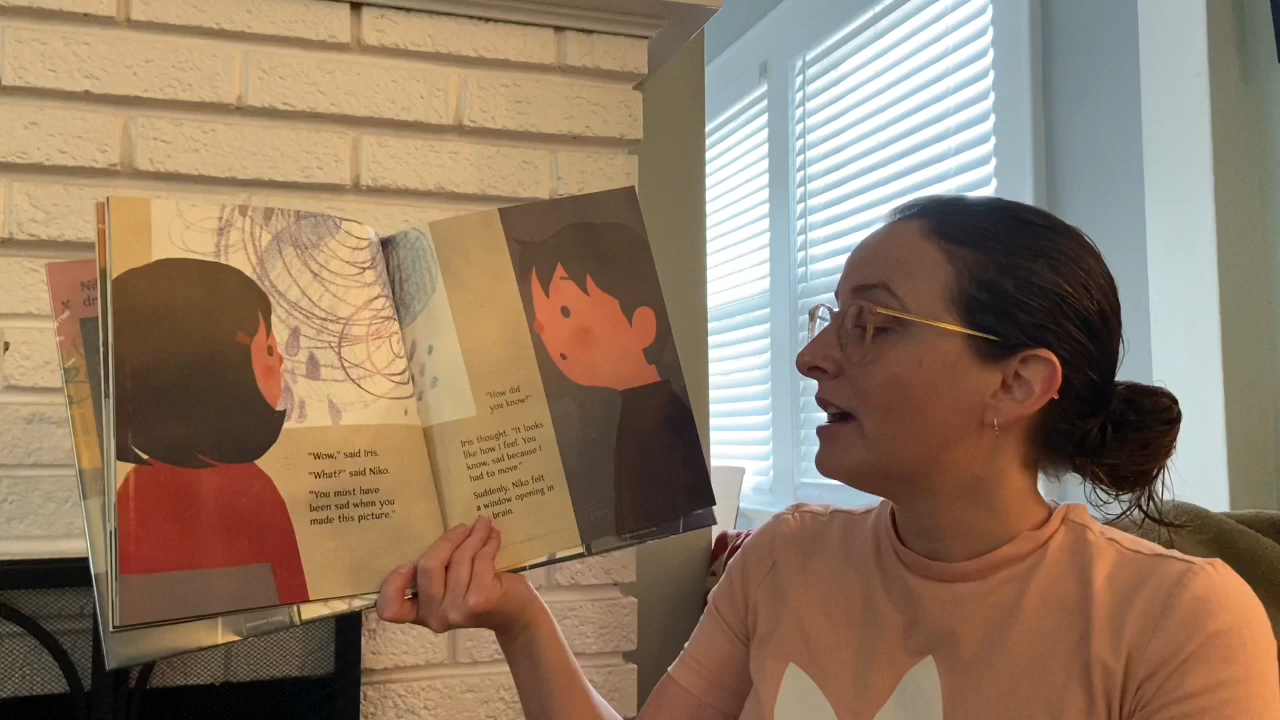 Ni
dr
"Wow," said Iris.
"What?" said Niko.
"You must have
been sad when you
made this picture."
"How did
you know?"
Iris thought. "It looks
like how I feel. You
know, sad because I
had to move."
Suddenly, Niko felt
a window opening in
brain.